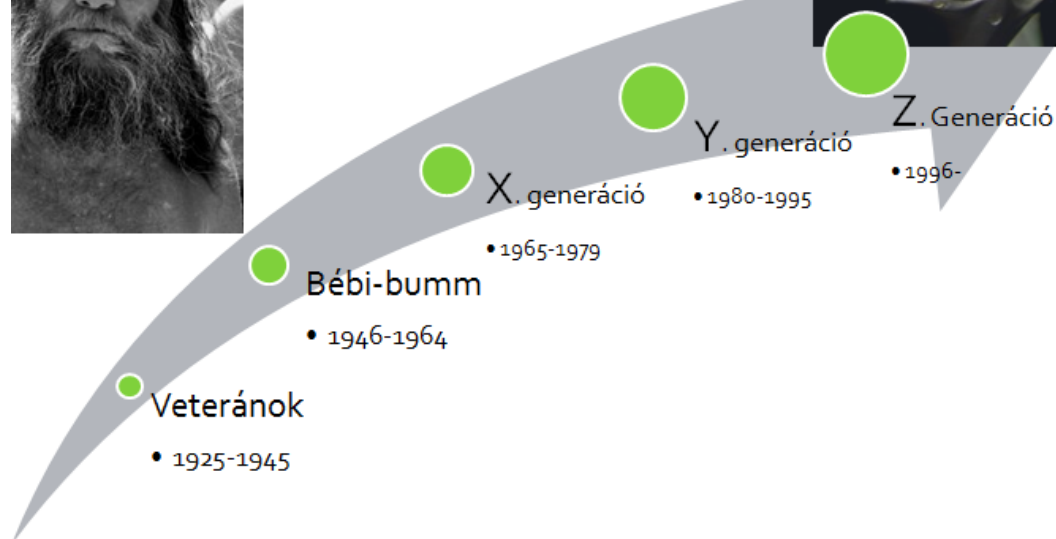 Veteránok
• 1925-1945
Bébi-bumm
• 1946-1964
X. generáció
• 1965-1979
Y. generáció
• 1980-1995
Z. Generáció
• 1996-